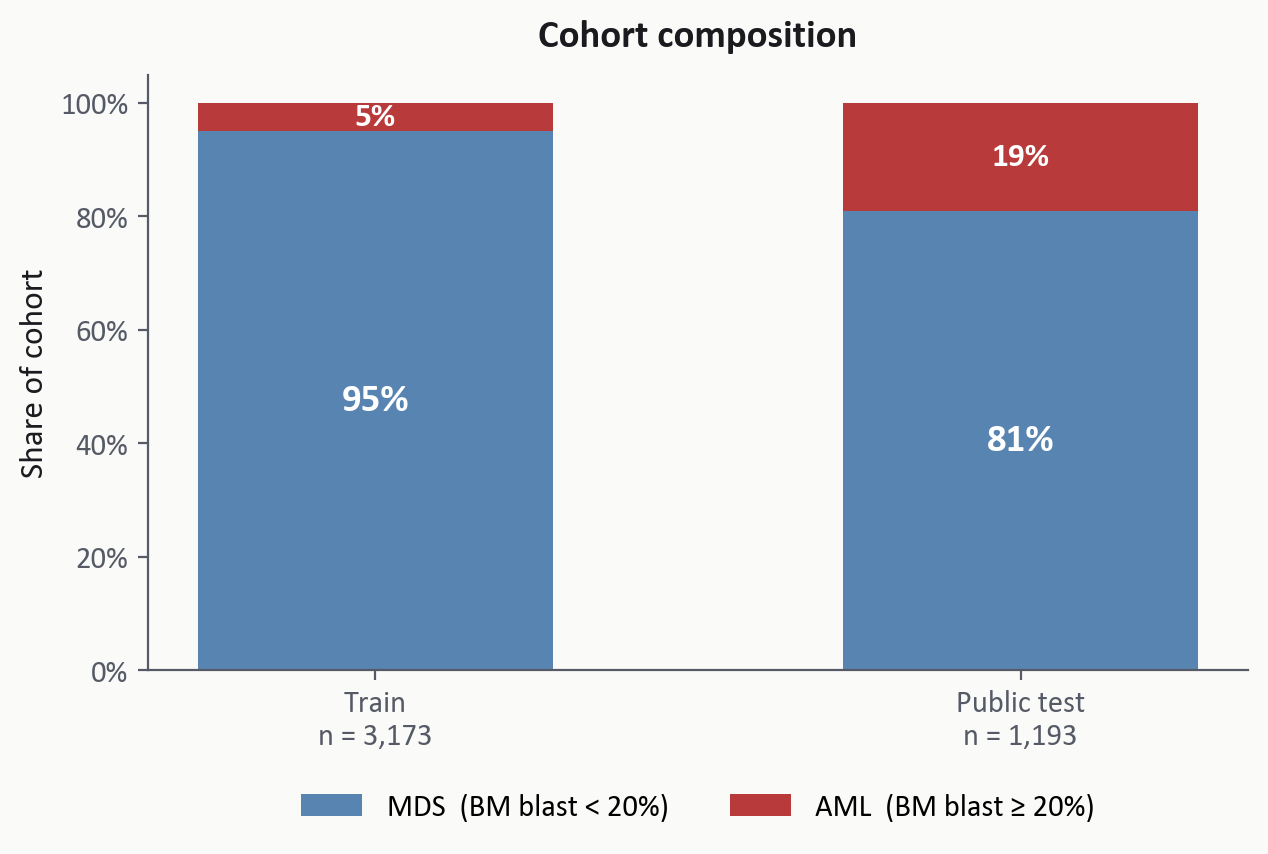 Cohort composition
Share of cohort
100%
80%
60%
40%
20%
0%
5%
95%
19%
81%
Train
n = 3,173
Public test
n = 1,193
MDS (BM blast < 20%)
AML (BM blast ≥ 20%)